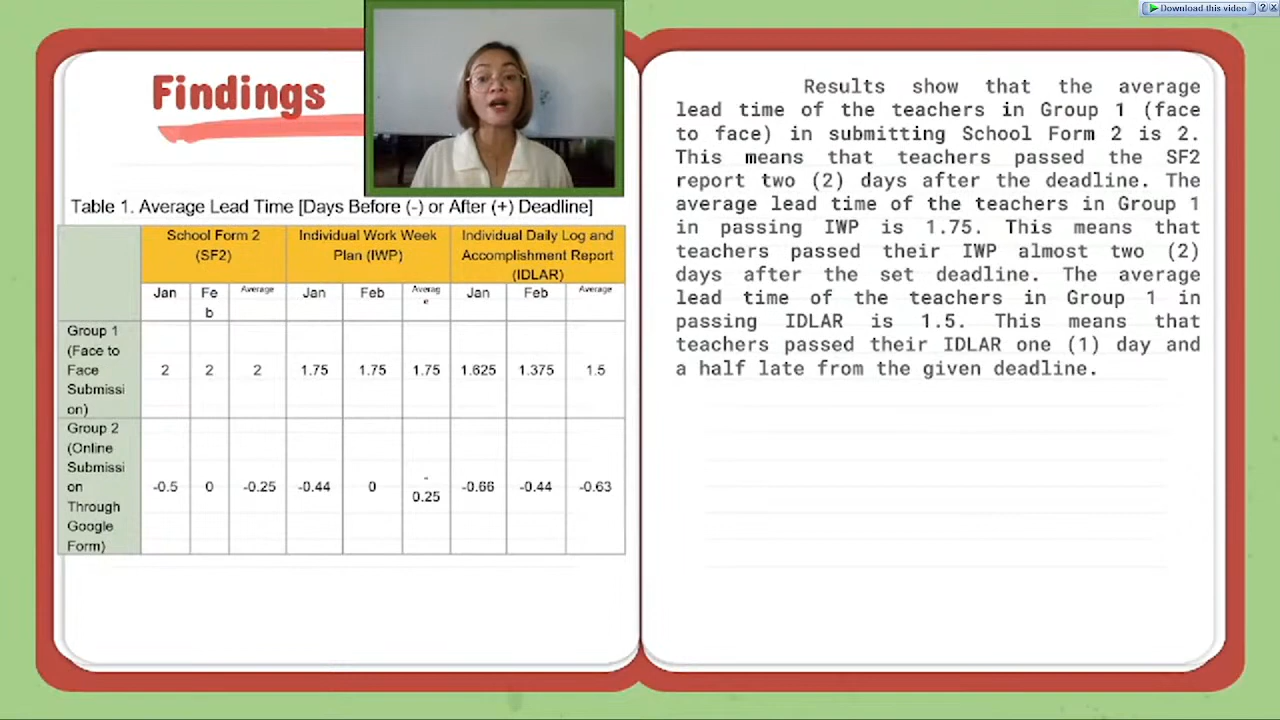 Download this video
Findings
Table 1. Average Lead Time [Days Before (-) or After (+) Deadline]
School Form 2 (SF2) Individual Work Week Plan (IWP) Individual Daily Log and Accomplishment Report (IDLAR)
Jan Feb Average Jan Feb Average Jan Feb Average
Group 1 (Face to Face Submission) 2 2 2 1.75 1.75 1.75 1.625 1.375 1.5
Group 2 (Online Submission Through Google Form) -0.5 0 -0.25 -0.44 0 -0.25 -0.66 -0.44 -0.63
Results show that the average
lead time of the teachers in Group 1 (face
to face) in submitting School Form 2 is 2.
This means that teachers passed the SF2
report two (2) days after the deadline. The
average lead time of the teachers in Group 1
in passing IWP is 1.75. This means that
teachers passed their IWP almost two (2)
days after the set deadline. The average
lead time of the teachers in Group 1 in
passing IDLAR is 1.5. This means that
teachers passed their IDLAR one (1) day and
a half late from the given deadline.